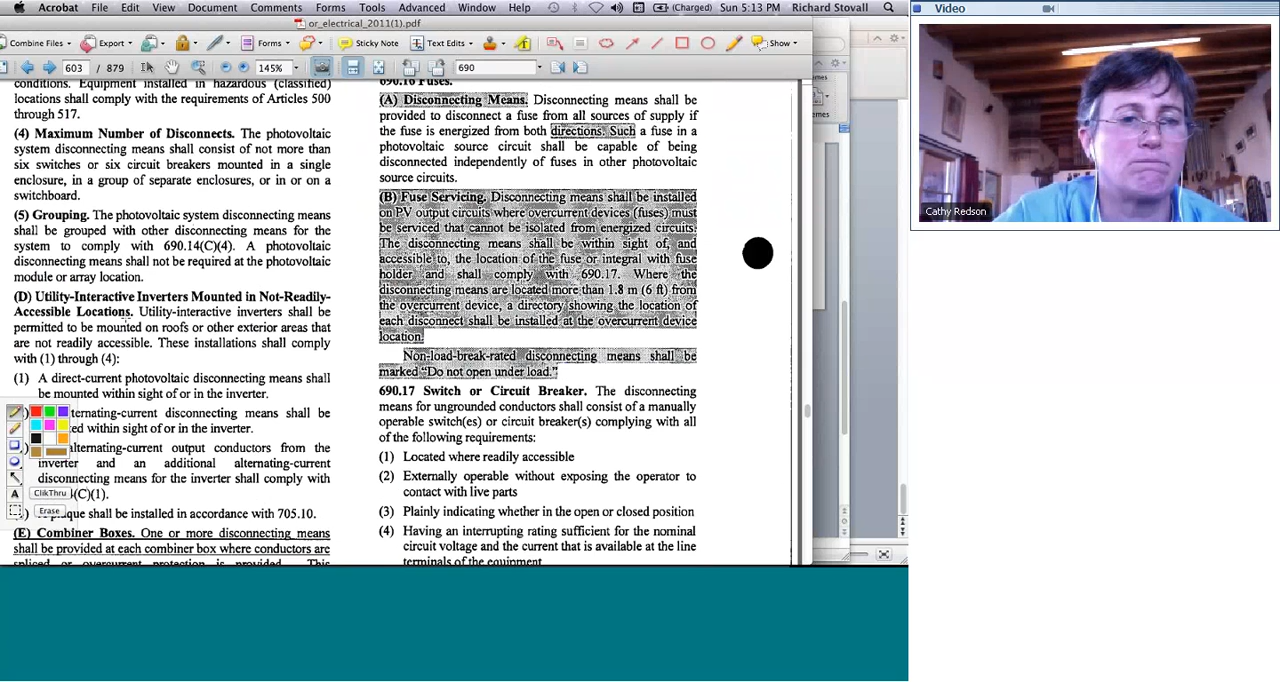 Acrobat File Edit View Document Comments Forms Tools Advanced Window Help (Charged) Sun 5:13 PM Richard Stovall
or_electrical_2011(1).pdf
Combine Files Export Forms Sticky Note Text Edits Show
603 / 879 145% 690
conditions. Equipment installed in hazardous (classified)
locations shall comply with the requirements of Articles 500
through 517.
(4) Maximum Number of Disconnects. The photovoltaic
system disconnecting means shall consist of not more than
six switches or six circuit breakers mounted in a single
enclosure, in a group of separate enclosures, or in or on a
switchboard.
(5) Grouping. The photovoltaic system disconnecting means
shall be grouped with other disconnecting means for the
system to comply with 690.14(C)(4). A photovoltaic
disconnecting means shall not be required at the photovoltaic
module or array location.
(D) Utility-Interactive Inverters Mounted in Not-Readily-
Accessible Locations. Utility-interactive inverters shall be
permitted to be mounted on roofs or other exterior areas that
are not readily accessible. These installations shall comply
with (1) through (4):
(1) A direct-current photovoltaic disconnecting means shall
be mounted within sight of or in the inverter.
ternating-current disconnecting means shall be
ted within sight of or in the inverter.
alternating-current output conductors from the
inverter and an additional alternating-current
disconnecting means for the inverter shall comply with
4(C)(1).
plaque shall be installed in accordance with 705.10.
(E) Combiner Boxes. One or more disconnecting means
shall be provided at each combiner box where conductors are
spliced or overcurrent protection is provided. This
690.16 Fuses.
(A) Disconnecting Means. Disconnecting means shall be
provided to disconnect a fuse from all sources of supply if
the fuse is energized from both directions. Such a fuse in a
photovoltaic source circuit shall be capable of being
disconnected independently of fuses in other photovoltaic
source circuits.
(B) Fuse Servicing. Disconnecting means shall be installed
on PV output circuits where overcurrent devices (fuses) must
be serviced that cannot be isolated from energized circuits.
The disconnecting means shall be within sight of, and
accessible to, the location of the fuse or integral with fuse
holder and shall comply with 690.17. Where the
disconnecting means are located more than 1.8 m (6 ft) from
the overcurrent device, a directory showing the location of
each disconnect shall be installed at the overcurrent device
location.
Non-load-break-rated disconnecting means shall be
marked “Do not open under load.”
690.17 Switch or Circuit Breaker. The disconnecting
means for ungrounded conductors shall consist of a manually
operable switch(es) or circuit breaker(s) complying with all
of the following requirements:
(1) Located where readily accessible
(2) Externally operable without exposing the operator to
contact with live parts
(3) Plainly indicating whether in the open or closed position
(4) Having an interrupting rating sufficient for the nominal
circuit voltage and the current that is available at the line
terminals of the equipment
A
ClikThru
Erase
emes
emes
Video
Cathy Redson